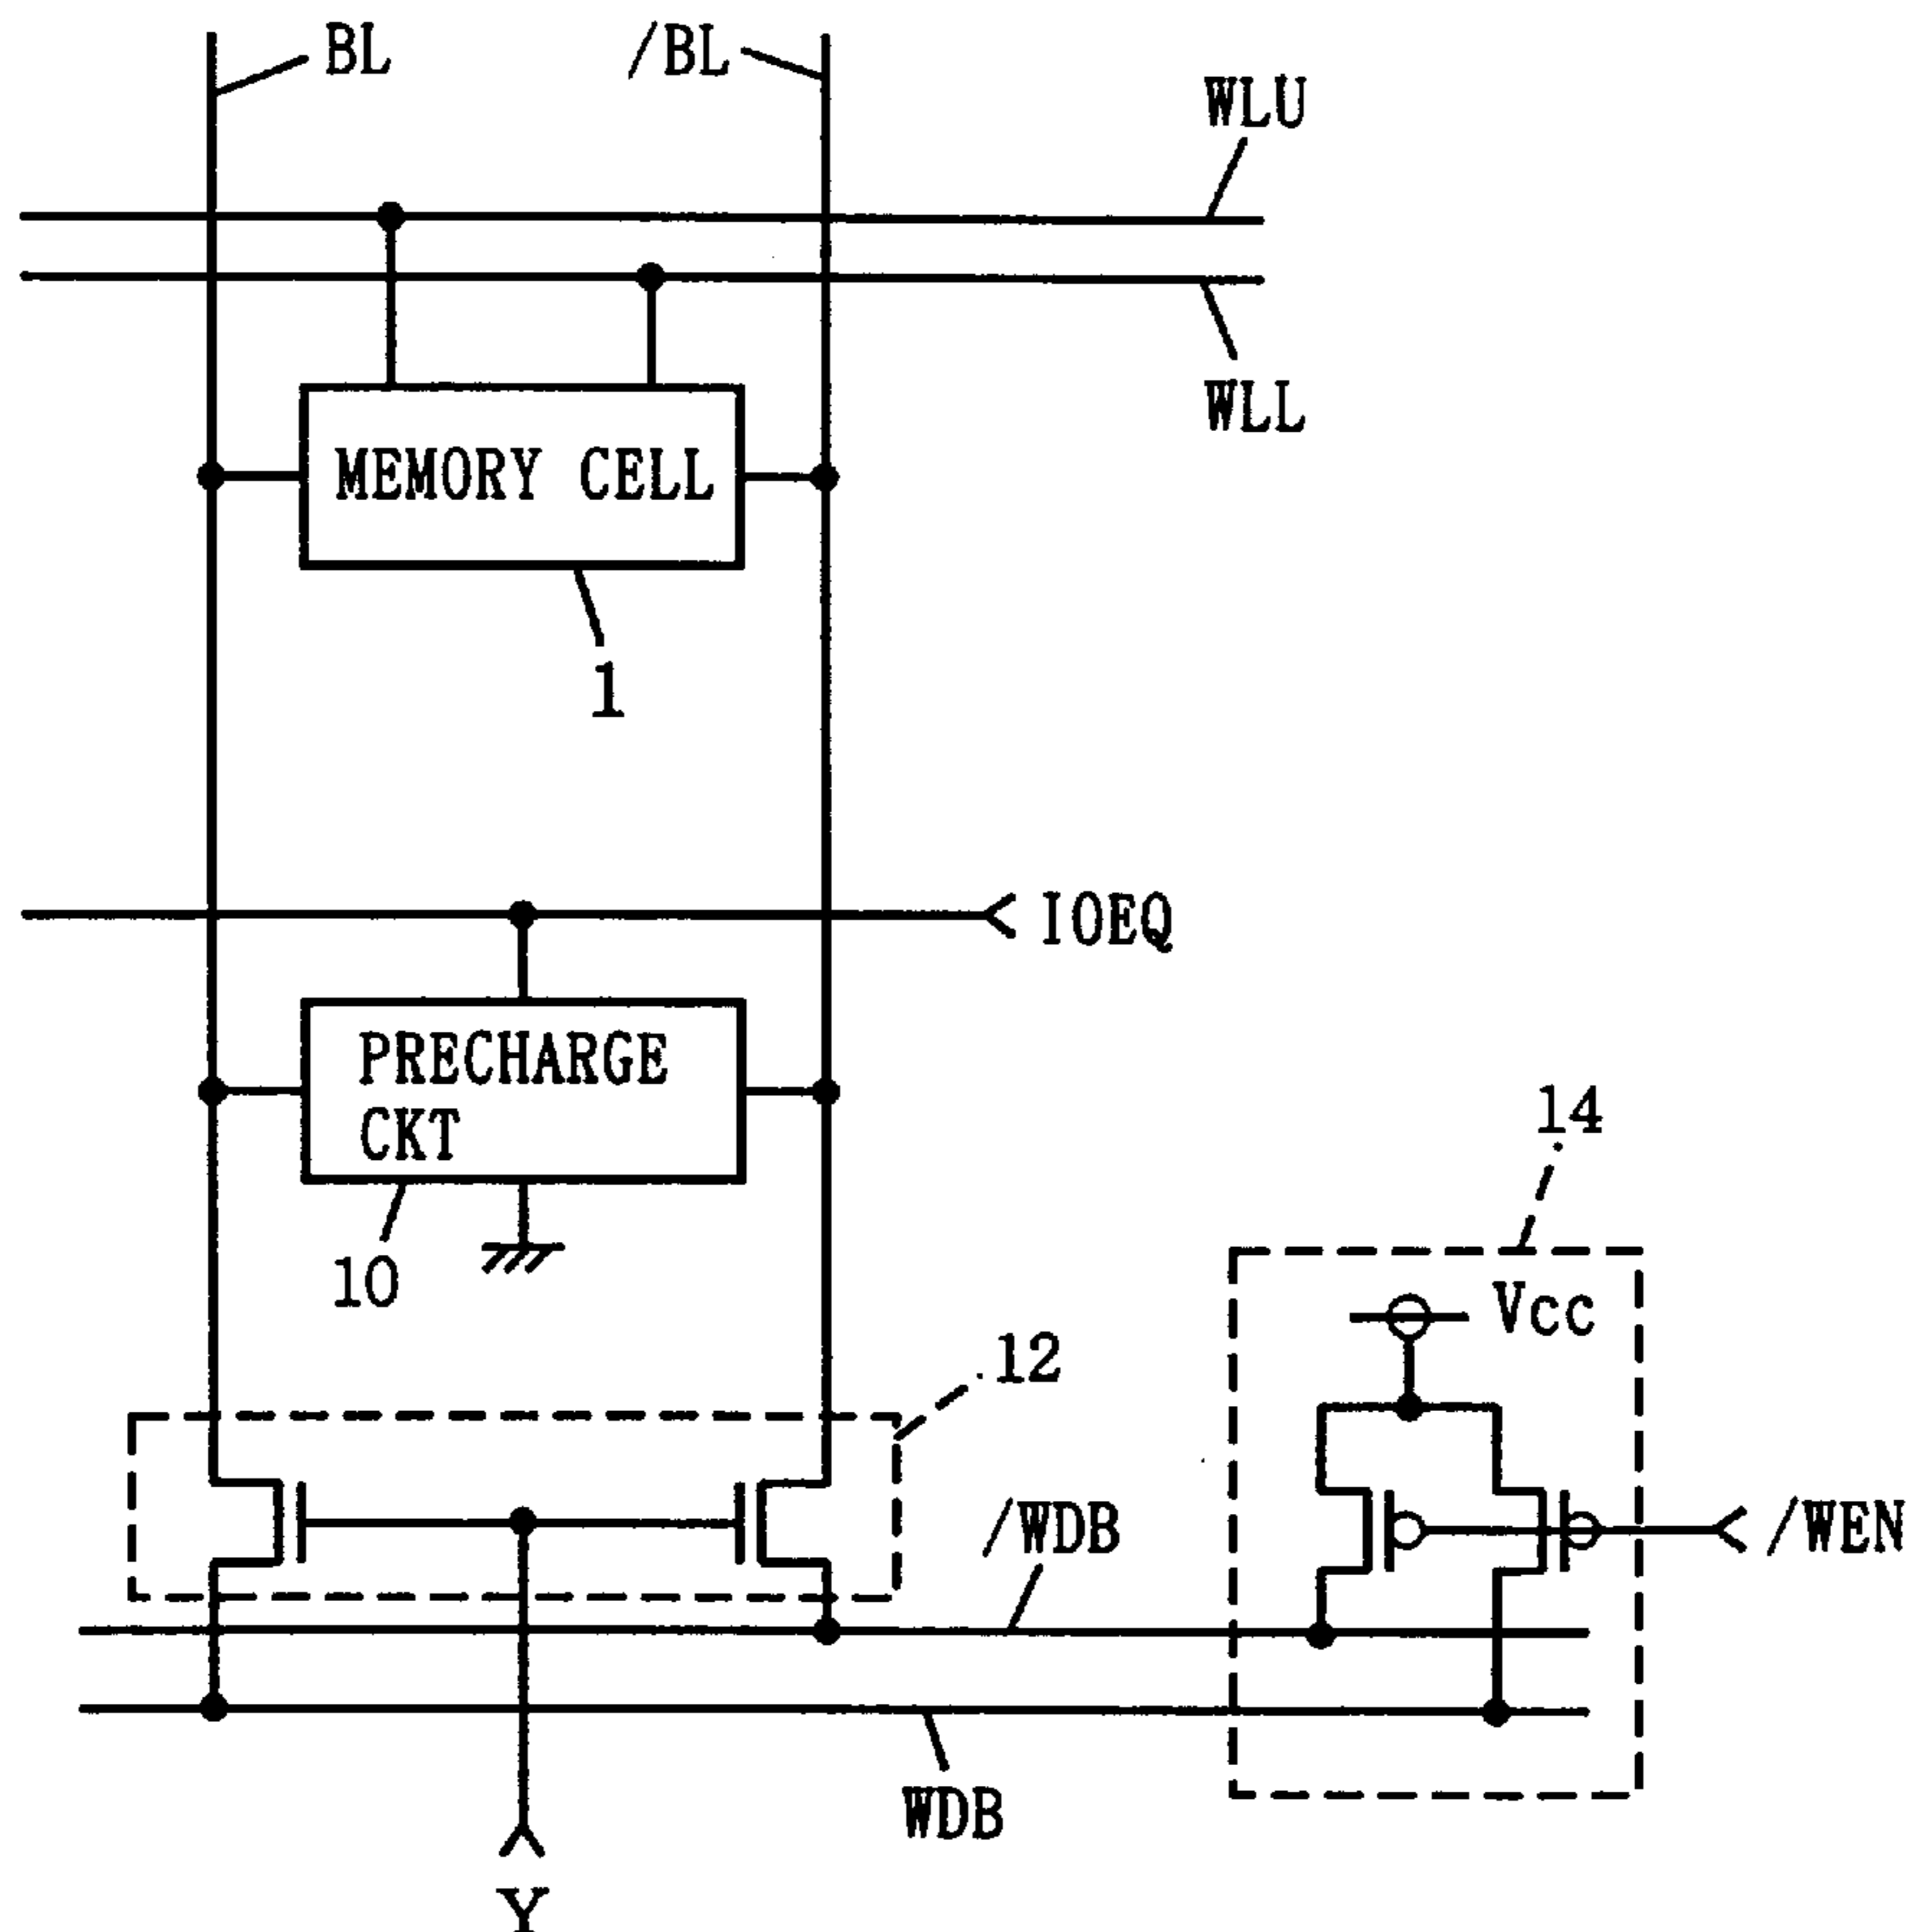 BL
/BL
WLU
WLL
MEMORY CELL
1
IOEQ
PRECHARGE
CKT
10
14
Vcc
12
/WDB
/WEN
WDB
Y